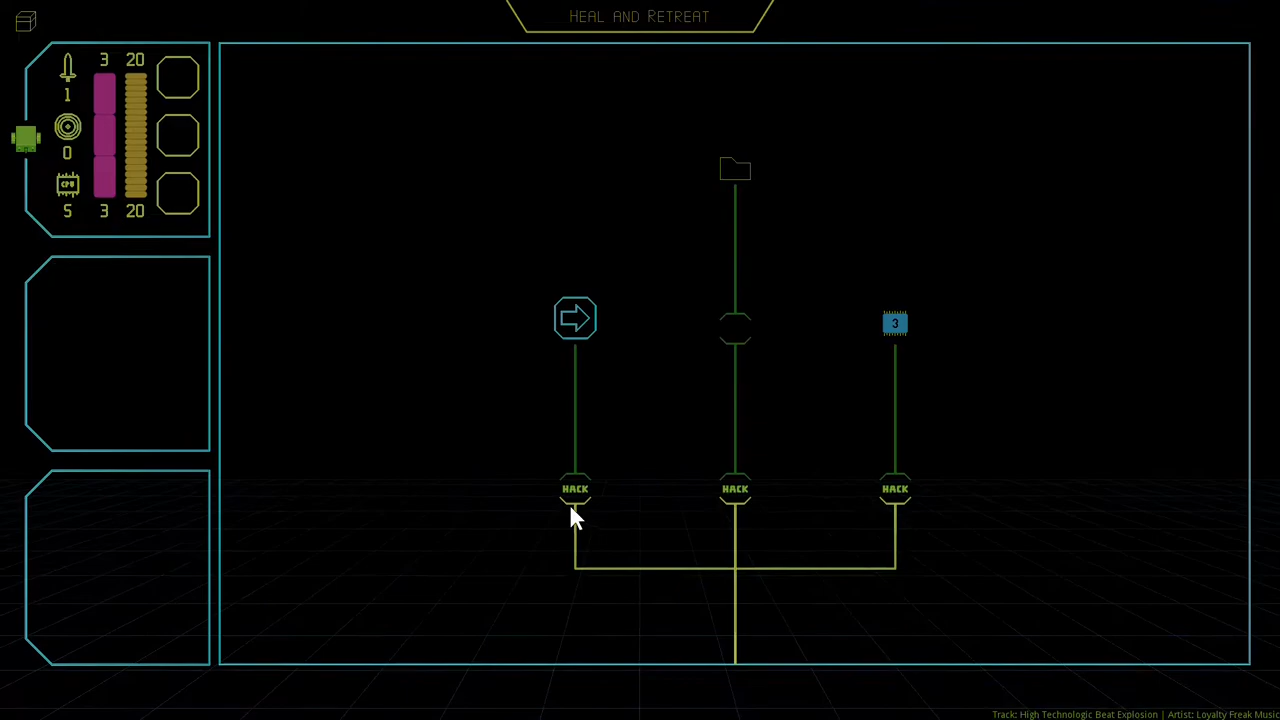 HEAL AND RETREAT
3 20
1
0
CPU
5 3 20
3
HACK HACK HACK
Track: High Technologic Beat Explosion | Artist: Loyalty Freak Music